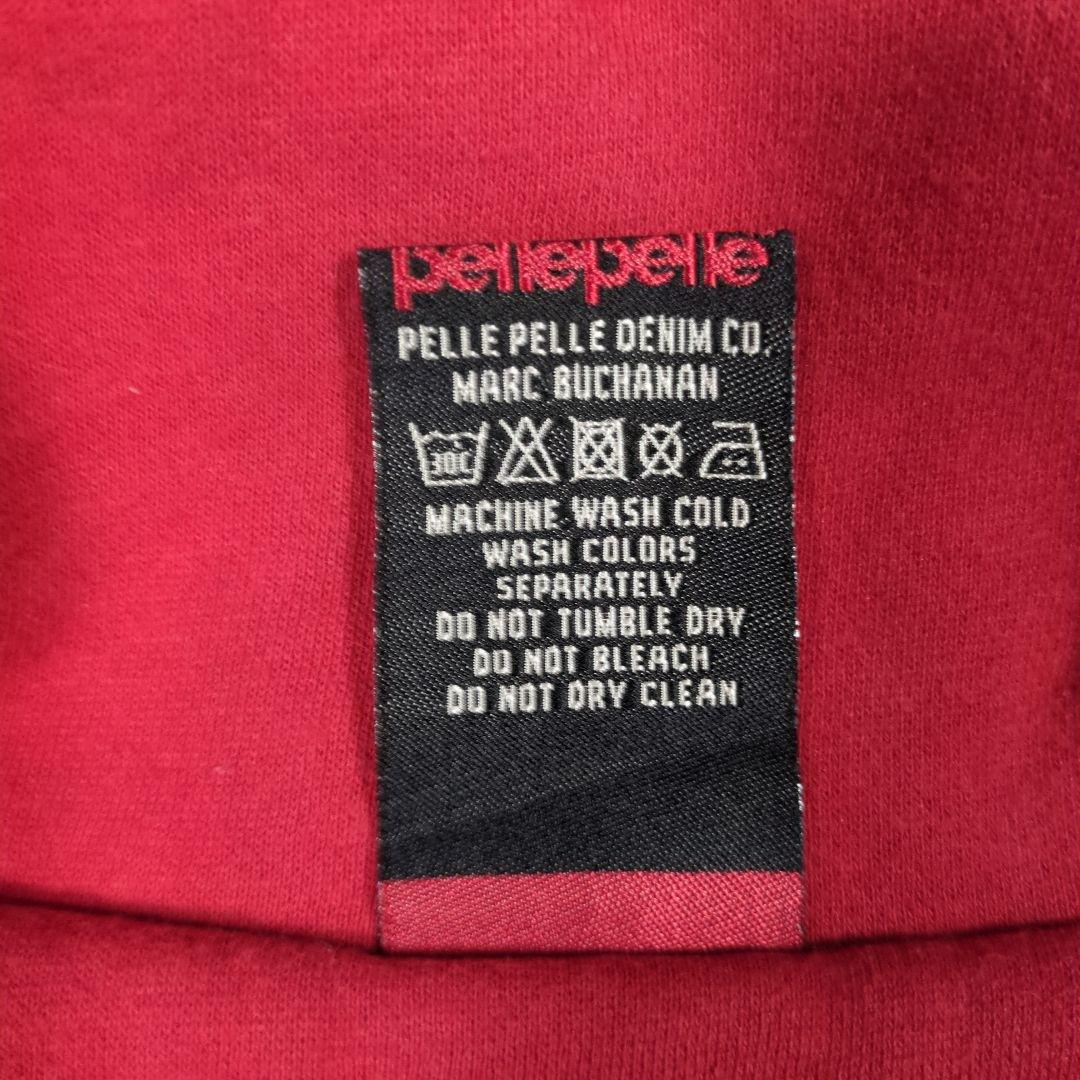 pellepelle
PELLE PELLE DENIM CO.
MARC BUCHANAN
30C
MACHINE WASH COLD
WASH COLORS
SEPARATELY
DO NOT TUMBLE DRY
DO NOT BLEACH
DO NOT DRY CLEAN